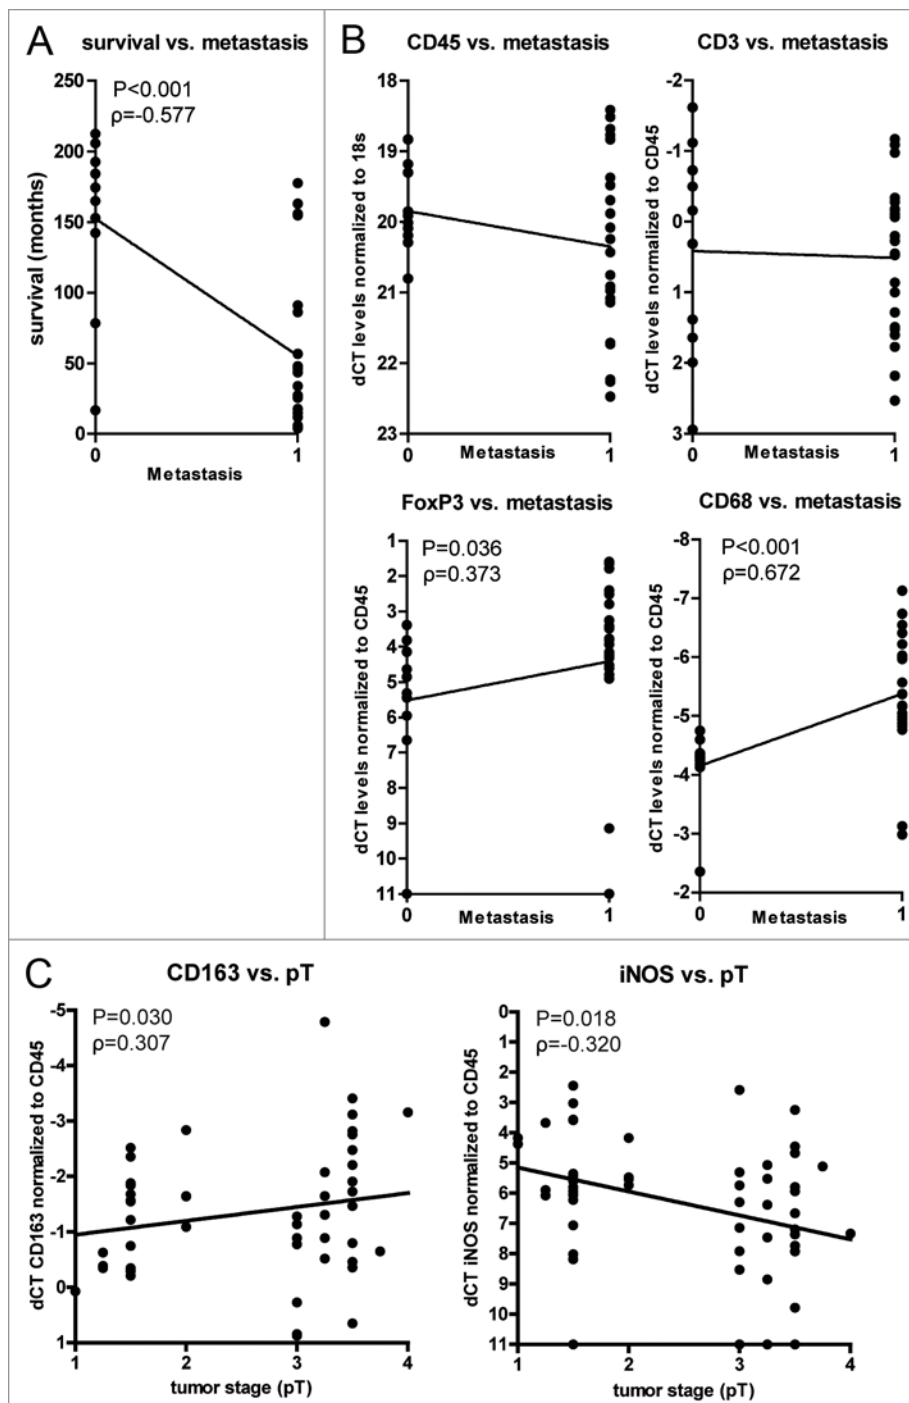 A
survival vs. metastasis
P<0.001
ρ=-0.577
survival (months)
250
200
150
100
50
0
0
1
Metastasis
B
CD45 vs. metastasis
dCT levels normalized to 18s
18
19
20
21
22
23
0
1
Metastasis
CD3 vs. metastasis
dCT levels normalized to CD45
-2
-1
0
1
2
3
0
1
Metastasis
FoxP3 vs. metastasis
P=0.036
ρ=0.373
dCT levels normalized to CD45
1
2
3
4
5
6
7
8
9
10
11
0
1
Metastasis
CD68 vs. metastasis
P<0.001
ρ=0.672
dCT levels normalized to CD45
-8
-7
-6
-5
-4
-3
-2
0
1
Metastasis
C
CD163 vs. pT
P=0.030
ρ=0.307
dCT CD163 normalized to CD45
-5
-4
-3
-2
-1
0
1
1
2
3
4
tumor stage (pT)
iNOS vs. pT
P=0.018
ρ=-0.320
dCT iNOS normalized to CD45
0
1
2
3
4
5
6
7
8
9
10
11
1
2
3
4
tumor stage (pT)